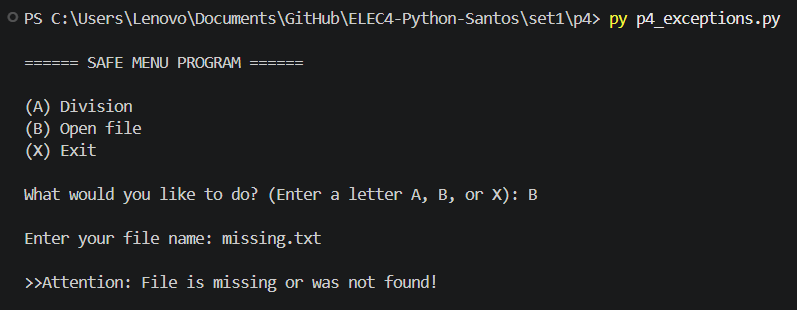 PS C:\Users\Lenovo\Documents\GitHub\ELEC4-Python-Santos\set1\p4> py p4_exceptions.py
====== SAFE MENU PROGRAM ======
(A) Division
(B) Open file
(X) Exit
What would you like to do? (Enter a letter A, B, or X): B
Enter your file name: missing.txt
>>Attention: File is missing or was not found!